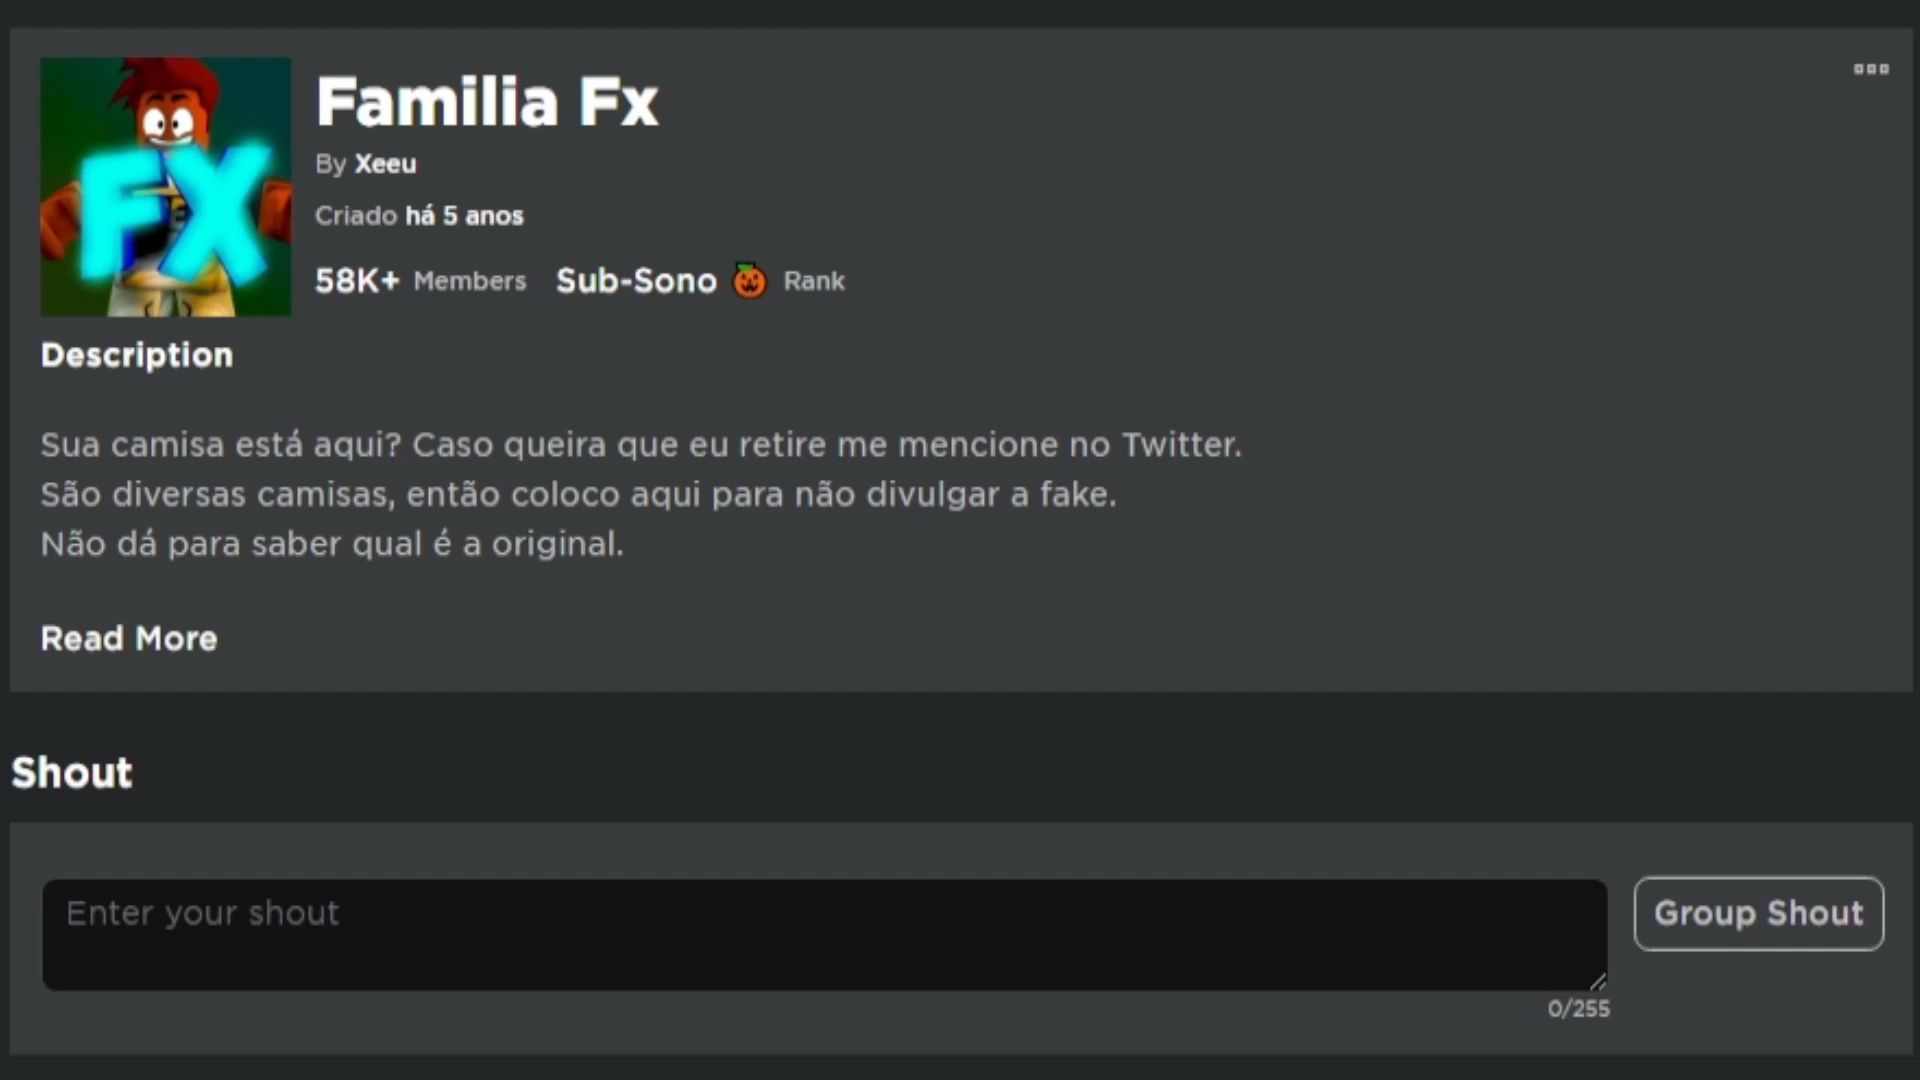 FX
Familia Fx
By Xeeu
Criado há 5 anos
58K+ Members Sub-Sono 🎃 Rank
Description
Sua camisa está aqui? Caso queira que eu retire me mencione no Twitter.
São diversas camisas, então coloco aqui para não divulgar a fake.
Não dá para saber qual é a original.
Read More
Shout
Enter your shout
Group Shout
0/255